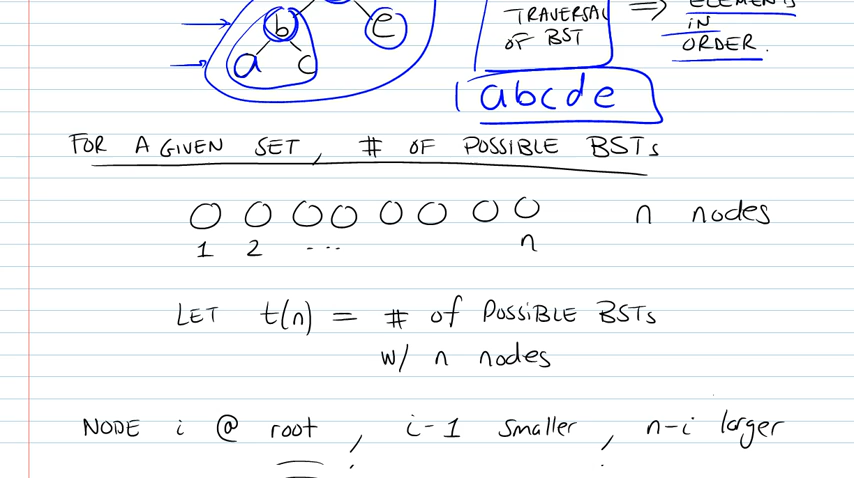 b
e
a c
TRAVERSAL
OF BST
⇒ ELEMENTS
IN
ORDER.
abcde
FOR A GIVEN SET, # OF POSSIBLE BSTs
n nodes
1 2 ... n
LET t(n) = # of POSSIBLE BSTs
w/ n nodes
NODE i @ root, i-1 smaller, n-i larger